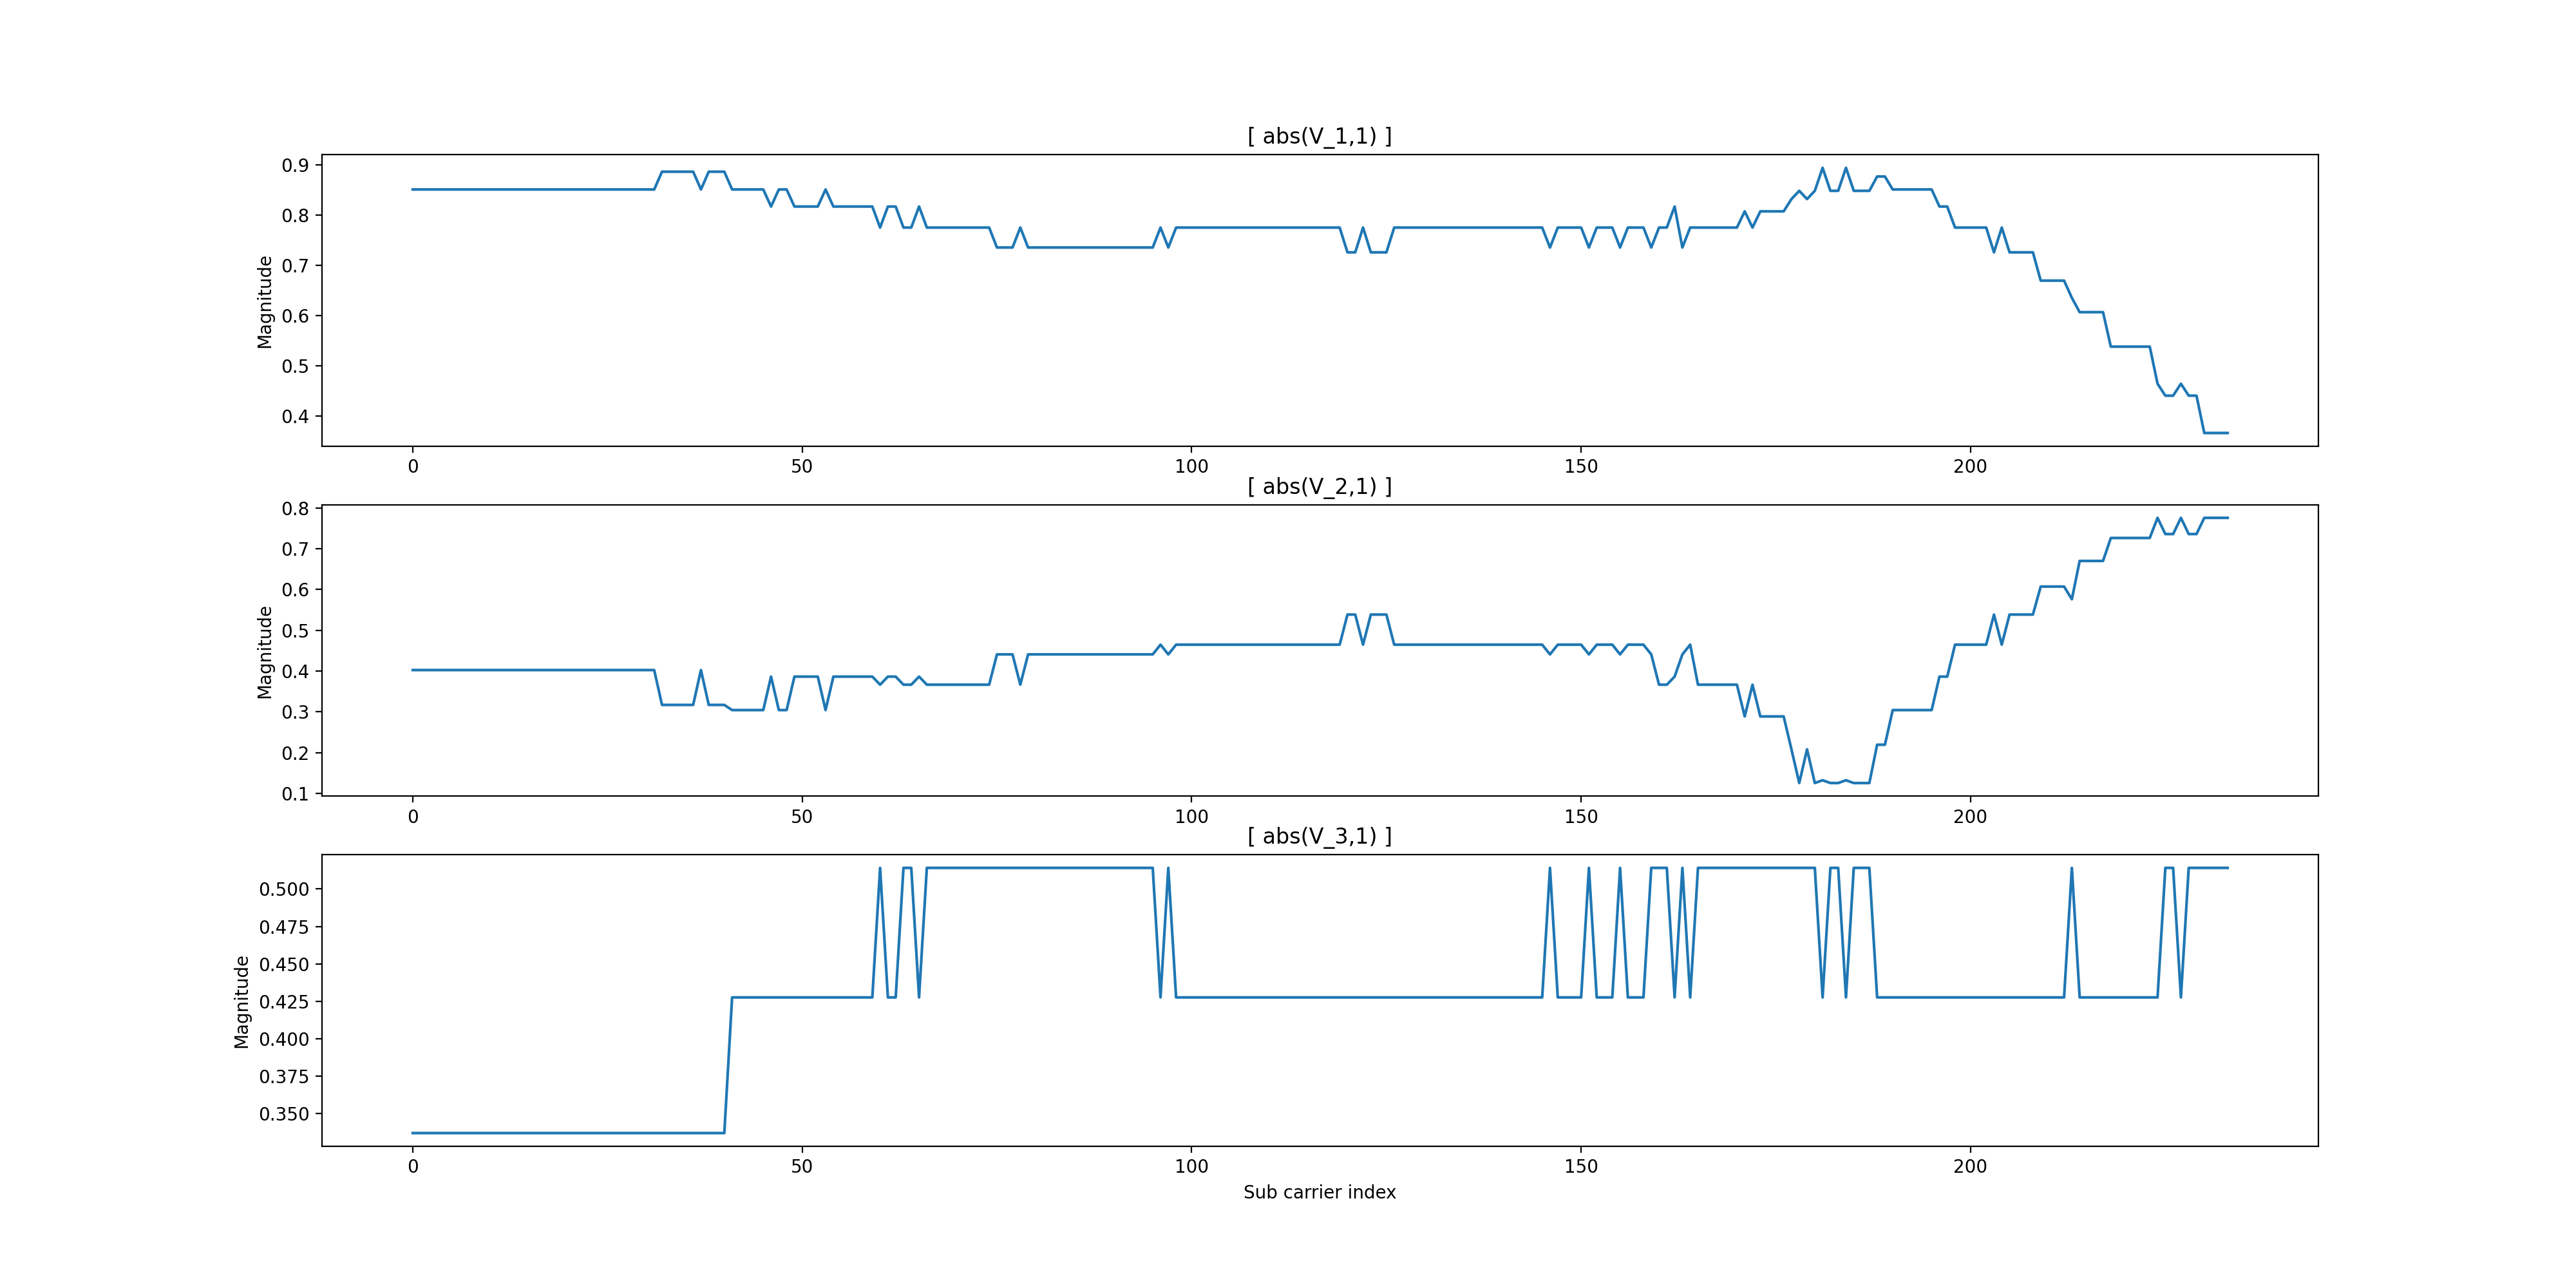 [ abs(V_1,1) ]
Magnitude
0.9
0.8
0.7
0.6
0.5
0.4
0 50 100 150 200
[ abs(V_2,1) ]
Magnitude
0.8
0.7
0.6
0.5
0.4
0.3
0.2
0.1
0 50 100 150 200
[ abs(V_3,1) ]
Magnitude
0.500
0.475
0.450
0.425
0.400
0.375
0.350
0 50 100 150 200
Sub carrier index